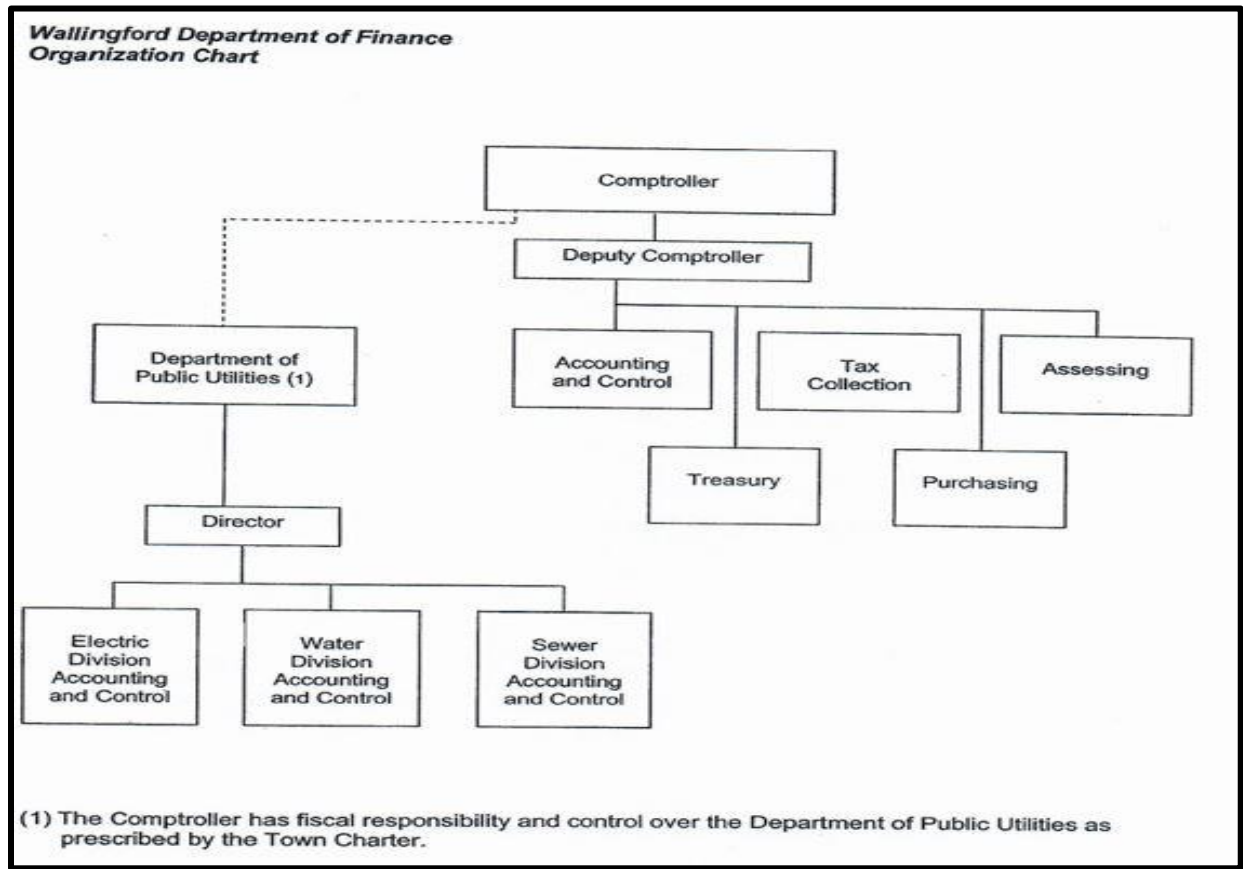 Wallingford Department of Finance
Organization Chart
Comptroller
Deputy Comptroller
Department of
Public Utilities (1)
Accounting
and Control
Tax
Collection
Assessing
Treasury
Purchasing
Director
Electric
Division
Accounting
and Control
Water
Division
Accounting
and Control
Sewer
Division
Accounting
and Control
(1) The Comptroller has fiscal responsibility and control over the Department of Public Utilities as
prescribed by the Town Charter.